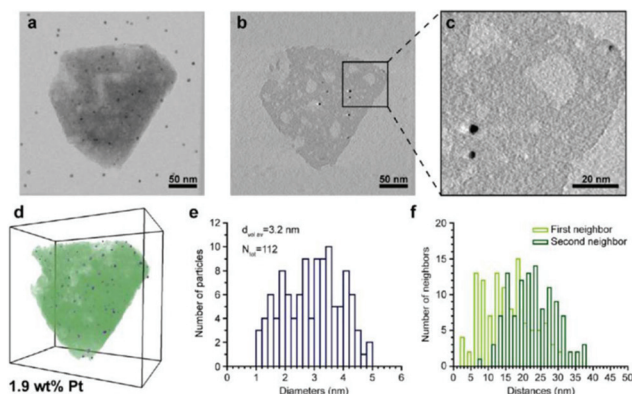 a
b
c
50 nm
50 nm
20 nm
d
1.9 wt% Pt
e
d vol av=3.2 nm
N tot=112
Number of particles
12
10
8
6
4
2
0
0 1 2 3 4 5 6
Diameters (nm)
f
First neighbor
Second neighbor
Number of neighbors
20
15
10
5
0
0 5 10 15 20 25 30 35 40 45 50
Distances (nm)